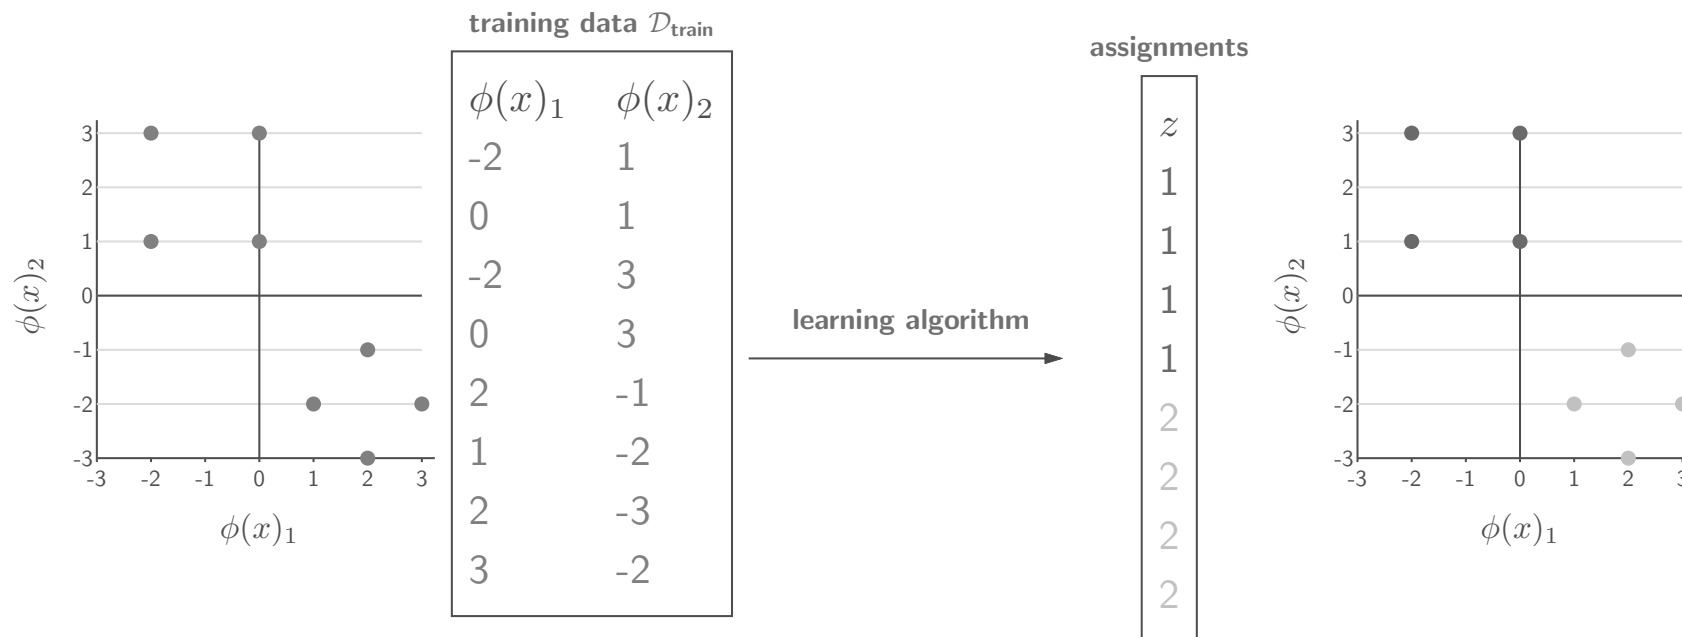 training data 𝒟train
assignments
3
2
1
0
-1
-2
-3
-3 -2 -1 0 1 2 3
ϕ(x)2
ϕ(x)1
ϕ(x)1 ϕ(x)2
-2 1
0 1
-2 3
0 3
2 -1
1 -2
2 -3
3 -2
learning algorithm
z
1
1
1
1
2
2
2
2
3
2
1
0
-1
-2
-3
-3 -2 -1 0 1 2 3
ϕ(x)2
ϕ(x)1